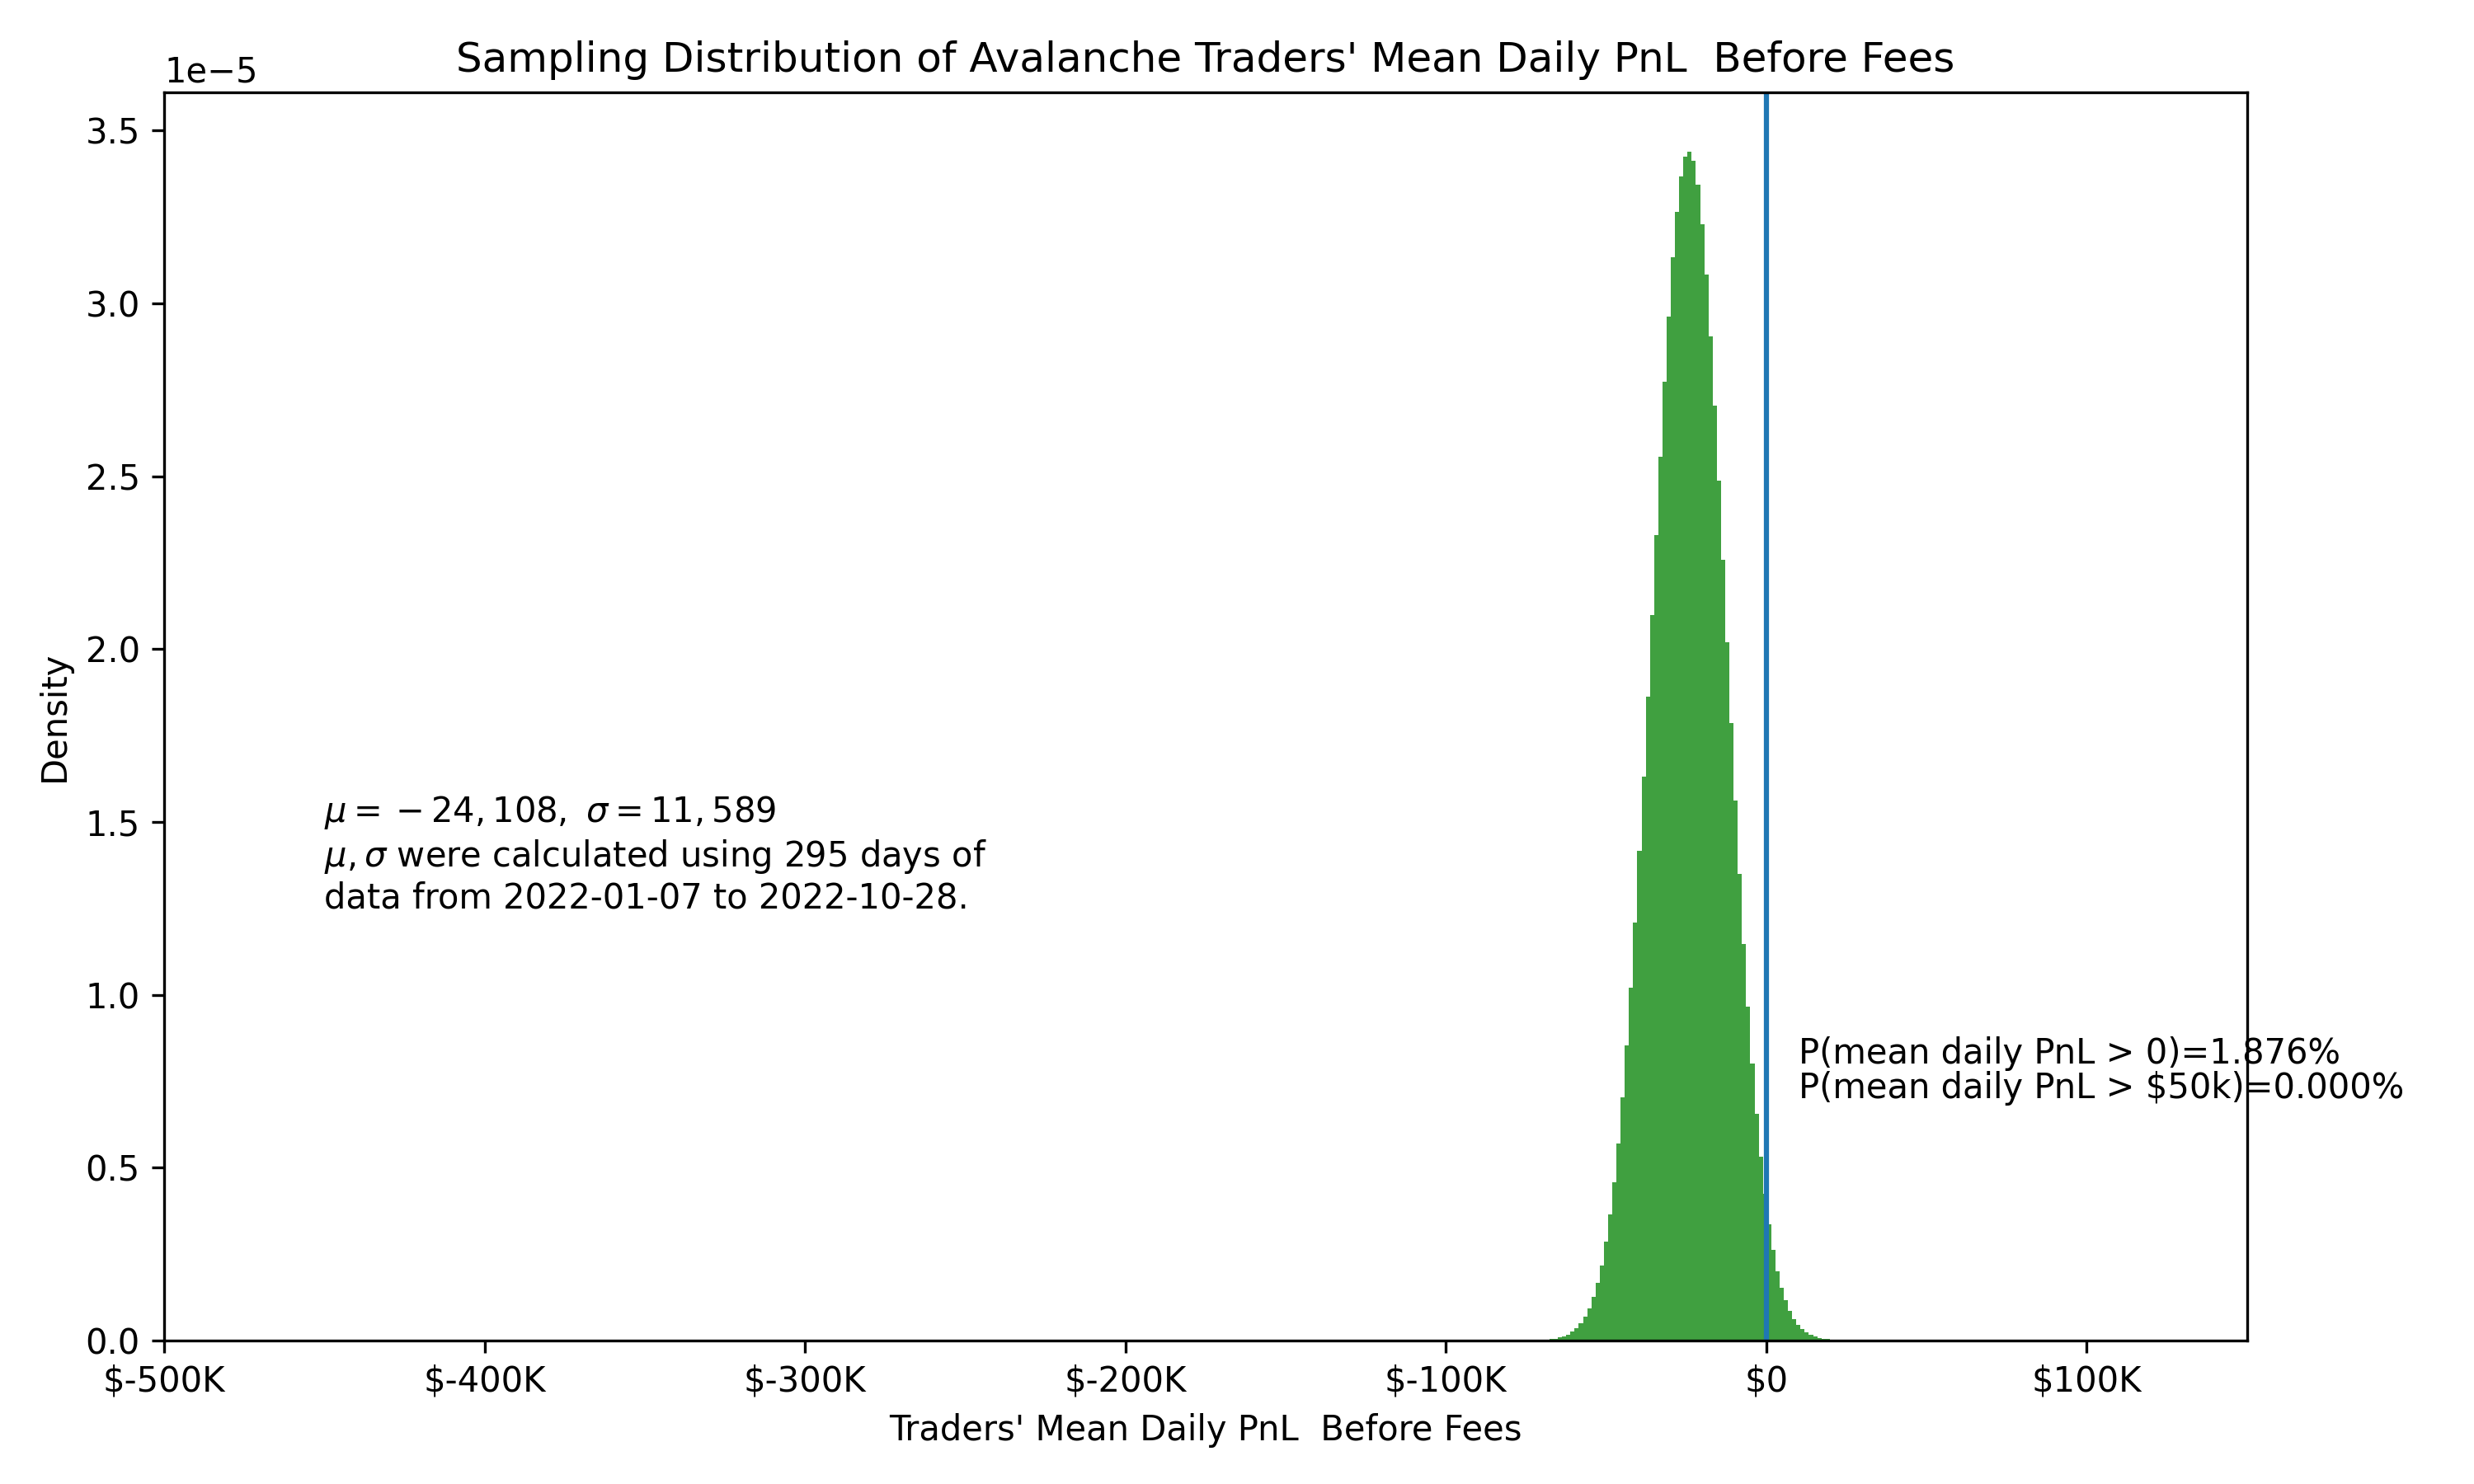 Sampling Distribution of Avalanche Traders' Mean Daily PnL  Before Fees
1e−5
3.5
3.0
2.5
2.0
1.5
1.0
0.5
0.0
Density
μ = − 24, 108, σ = 11, 589
μ, σ were calculated using 295 days of
data from 2022-01-07 to 2022-10-28.
P(mean daily PnL > 0)=1.876%
P(mean daily PnL > $50k)=0.000%
$-500K
$-400K
$-300K
$-200K
$-100K
$0
$100K
Traders' Mean Daily PnL  Before Fees